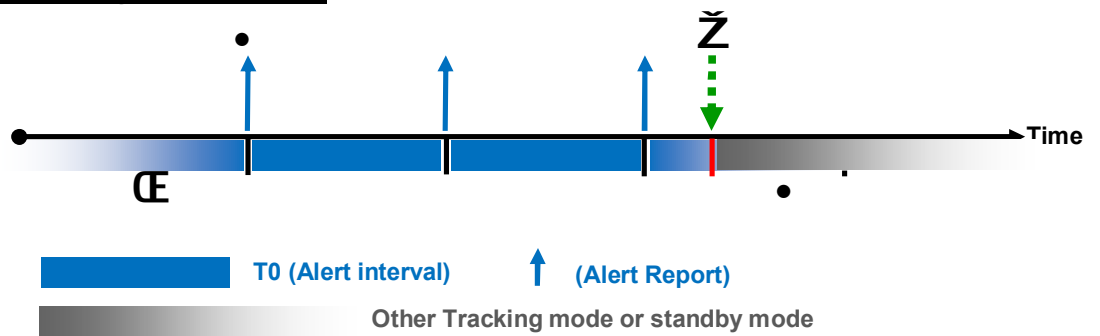 Ž
Time
Œ
T0 (Alert interval)
(Alert Report)
Other Tracking mode or standby mode